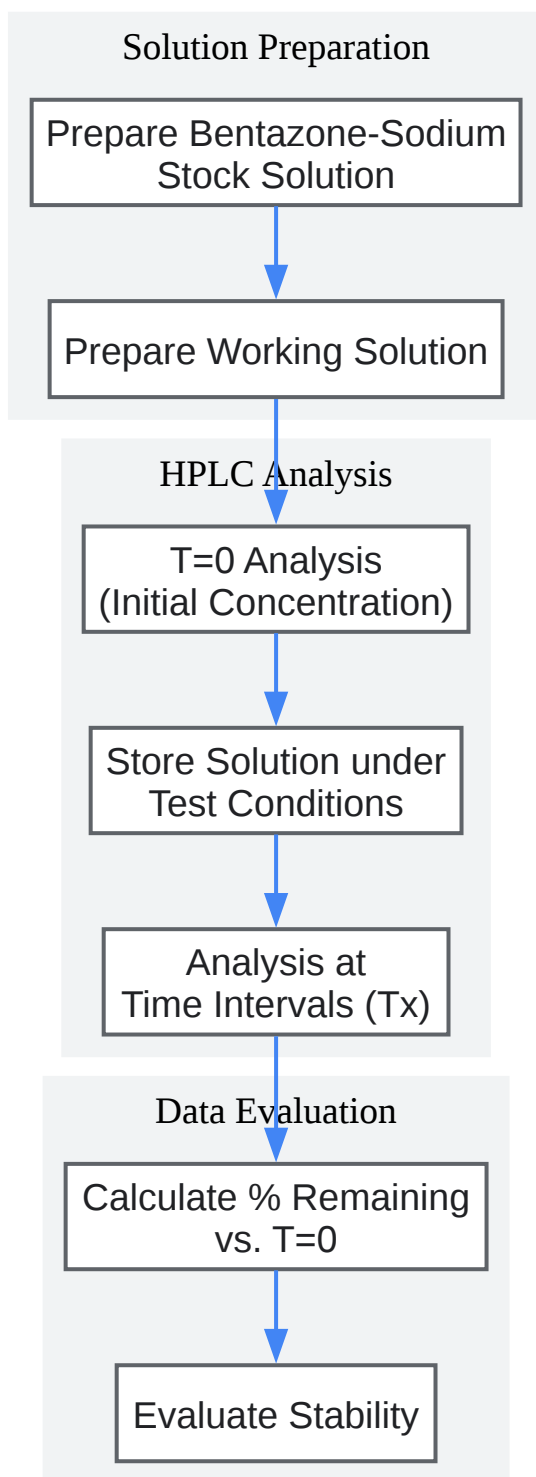 Solution Preparation
Prepare Bentazone-Sodium
Stock Solution
Prepare Working Solution
HPLC Analysis
T=0 Analysis
(Initial Concentration)
Store Solution under
Test Conditions
Analysis at
Time Intervals (Tx)
Data Evaluation
Calculate % Remaining
vs. T=0
Evaluate Stability